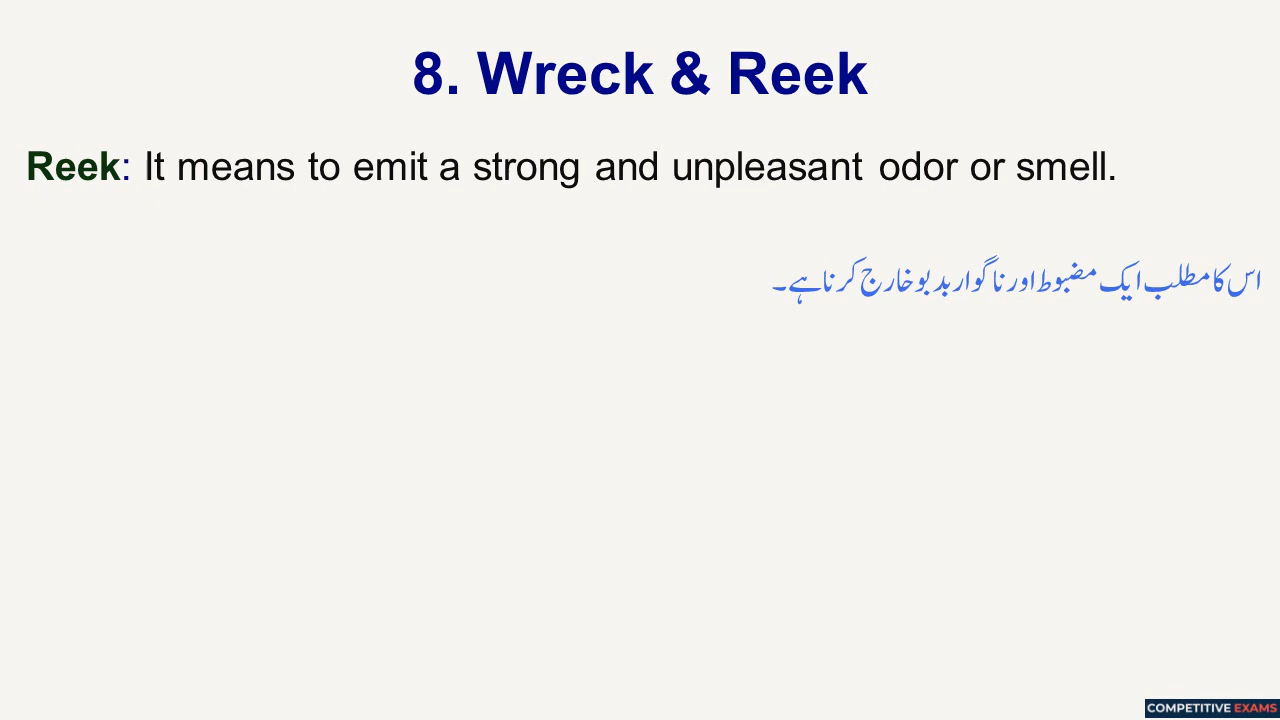 8. Wreck & Reek
Reek: It means to emit a strong and unpleasant odor or smell.
اس کا مطلب ایک مضبوط اور ناگوار بدبو خارج کرنا ہے۔
COMPETITIVE EXAMS